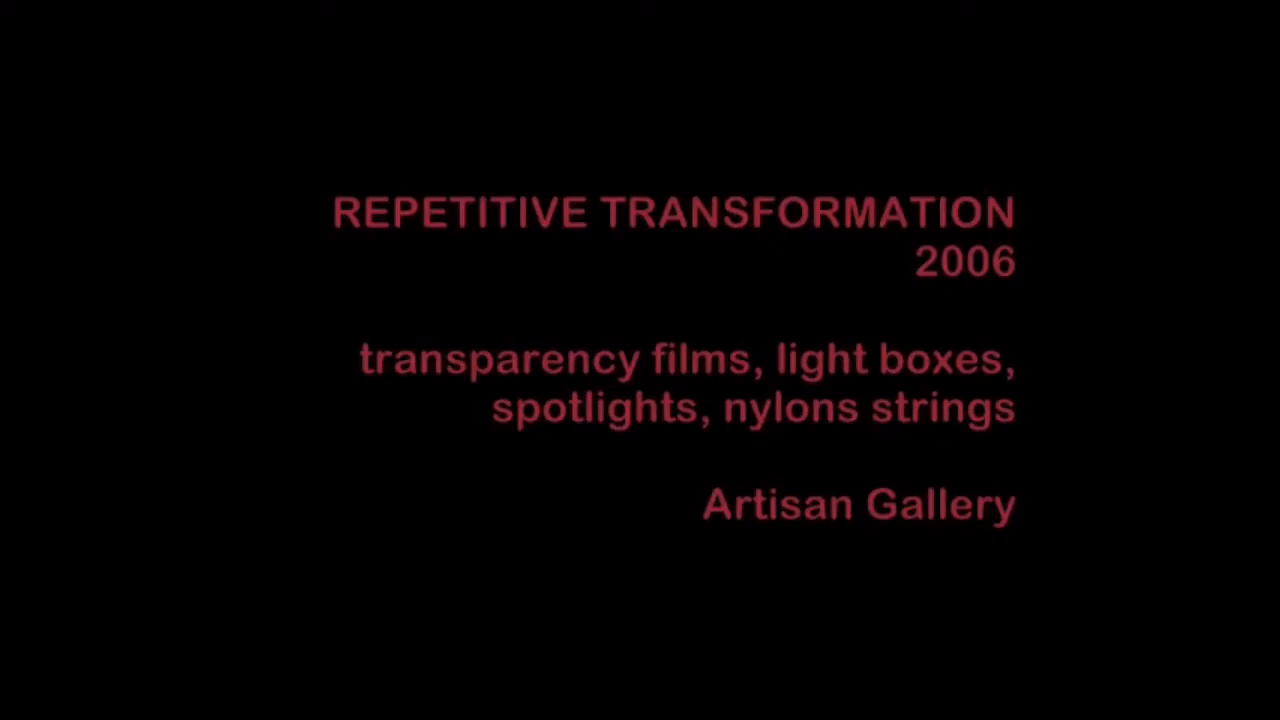 REPETITIVE TRANSFORMATION
2006
transparency films, light boxes,
spotlights, nylons strings
Artisan Gallery